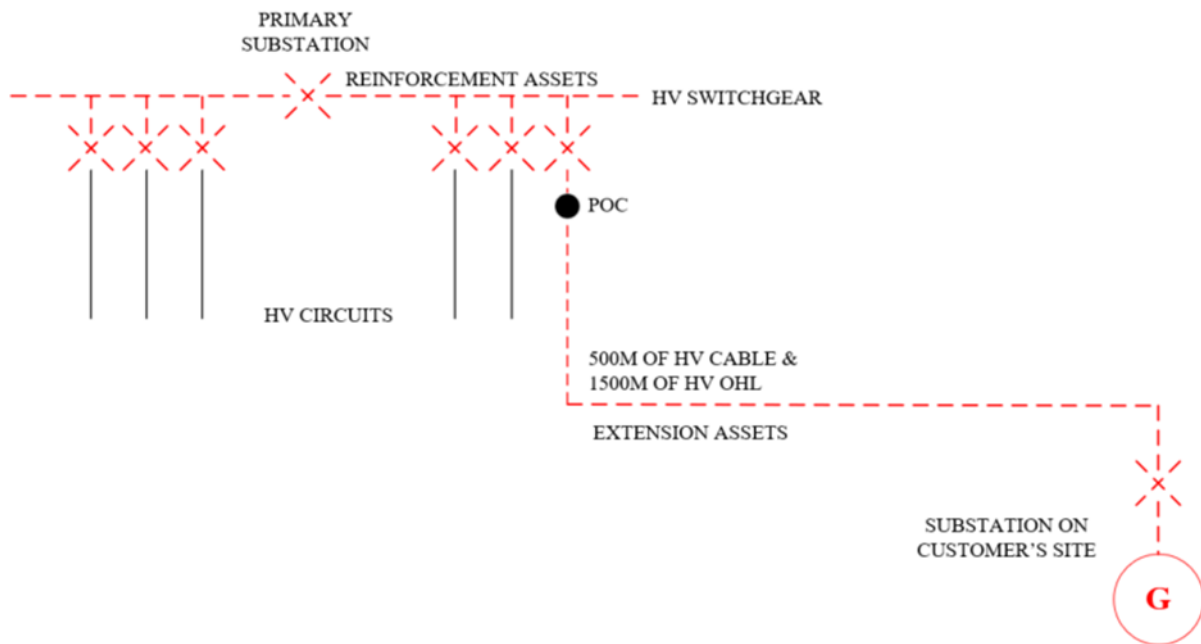 PRIMARY
SUBSTATION
REINFORCEMENT ASSETS
HV SWITCHGEAR
POC
HV CIRCUITS
500M OF HV CABLE &
1500M OF HV OHL
EXTENSION ASSETS
SUBSTATION ON
CUSTOMER'S SITE
G